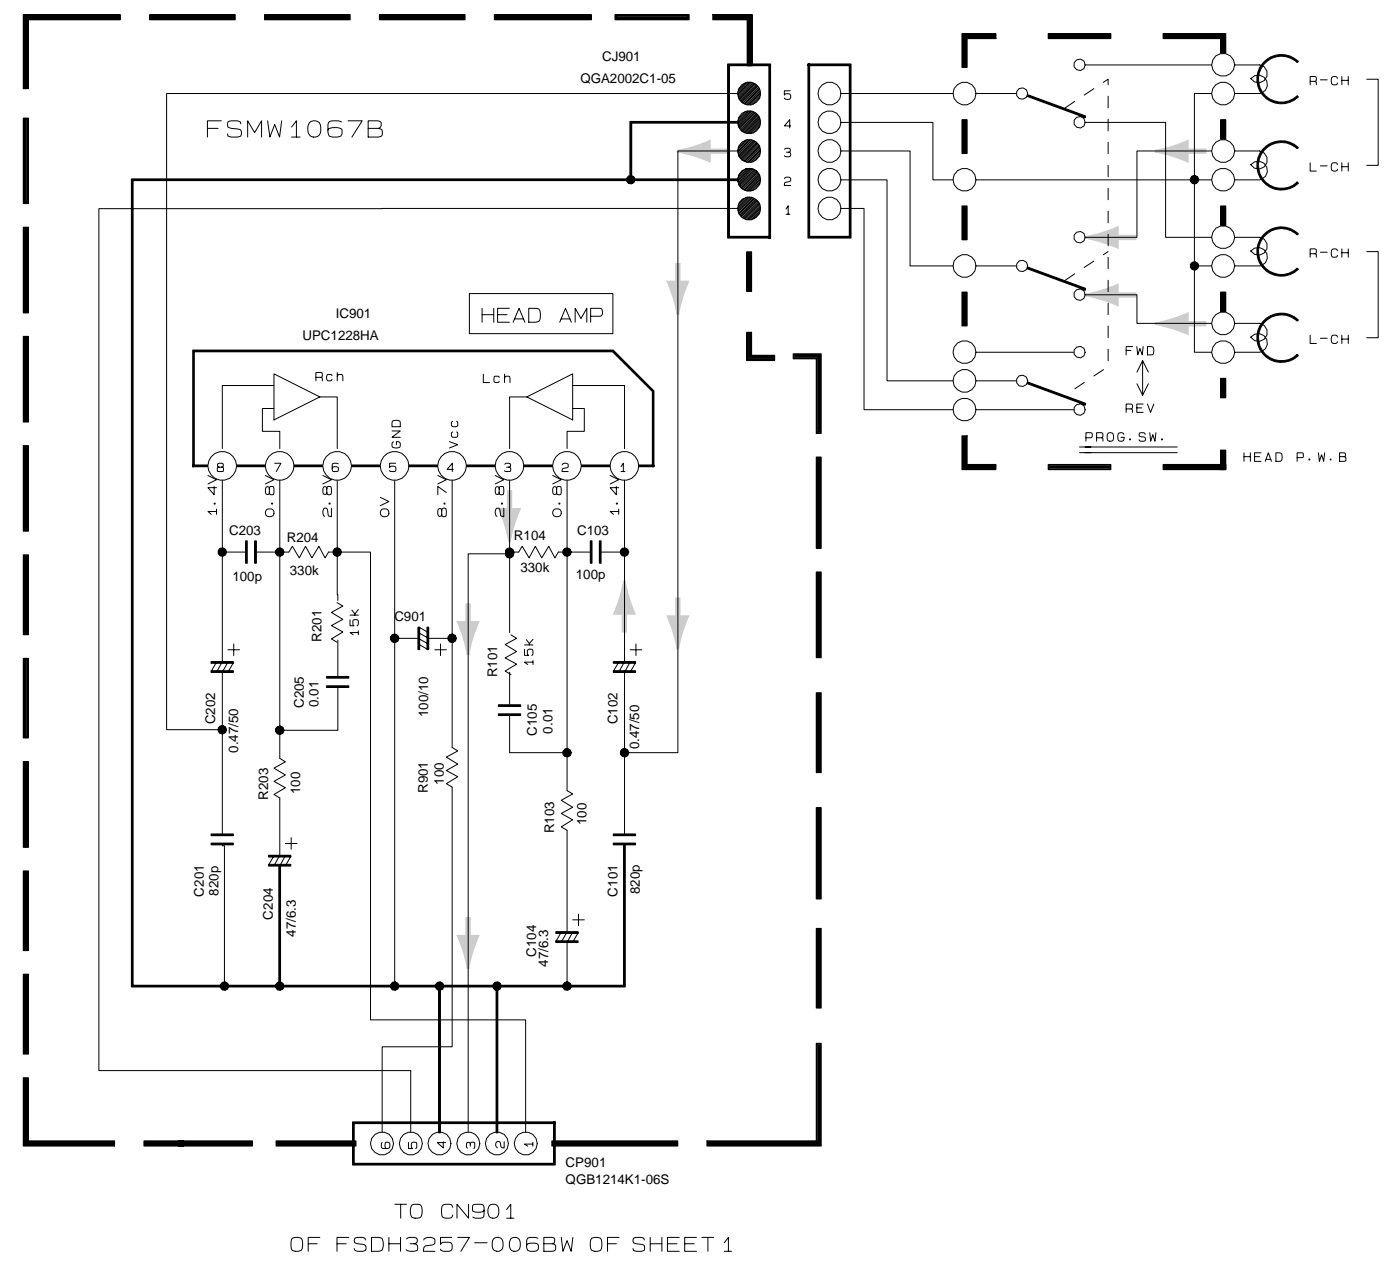 CJ901
QGA2002C1-05
FSMW1067B
5
4
3
2
1
R-CH
L-CH
R-CH
L-CH
FWD
REV
PROG. SW.
HEAD P. W. B
IC901
UPC1228HA
HEAD AMP
Rch
Lch
GND
Vcc
8
7
6
5
4
3
2
1
1.4V
0.8V
2.8V
0V
8.7V
2.8V
0.8V
1.4V
C203
100p
R204
330k
R104
330k
C103
100p
R201
15k
C901
100/10
R101
15k
C202
0.47/50
C205
0.01
C105
0.01
C102
0.47/50
R203
100
R901
100
R103
100
C201
820p
C204
47/6.3
C104
47/6.3
C101
820p
+
+
+
+
+
6
5
4
3
2
1
CP901
QGB1214K1-06S
TO CN901
OF FSDH3257-006BW OF SHEET 1